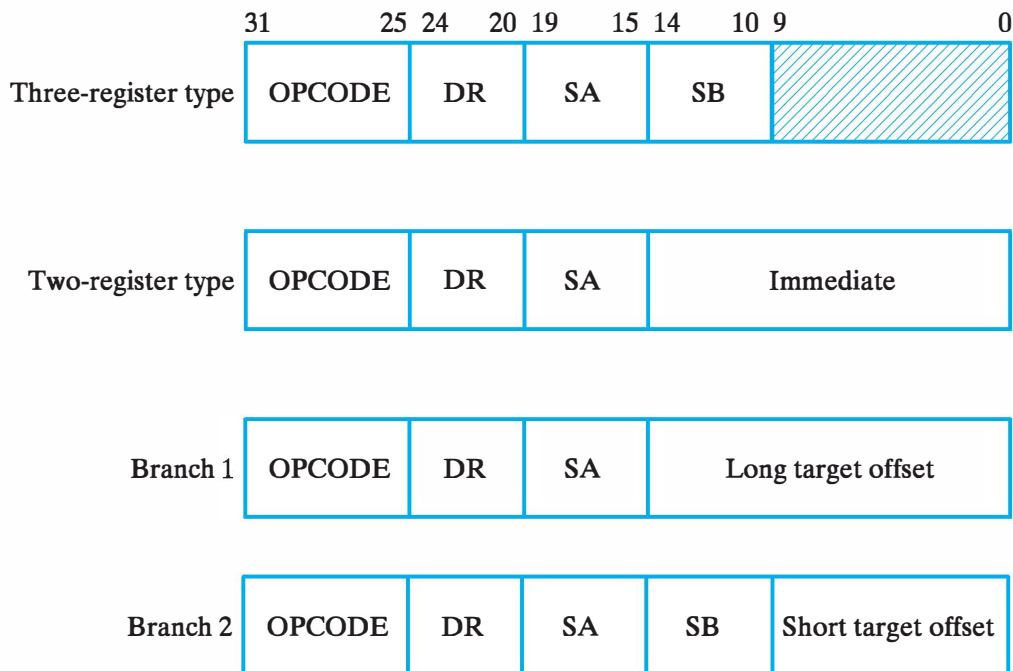 31 25 24 20 19 15 14 10 9 0
Three-register type OPCODE DR SA SB
Two-register type OPCODE DR SA Immediate
Branch 1 OPCODE DR SA Long target offset
Branch 2 OPCODE DR SA SB Short target offset